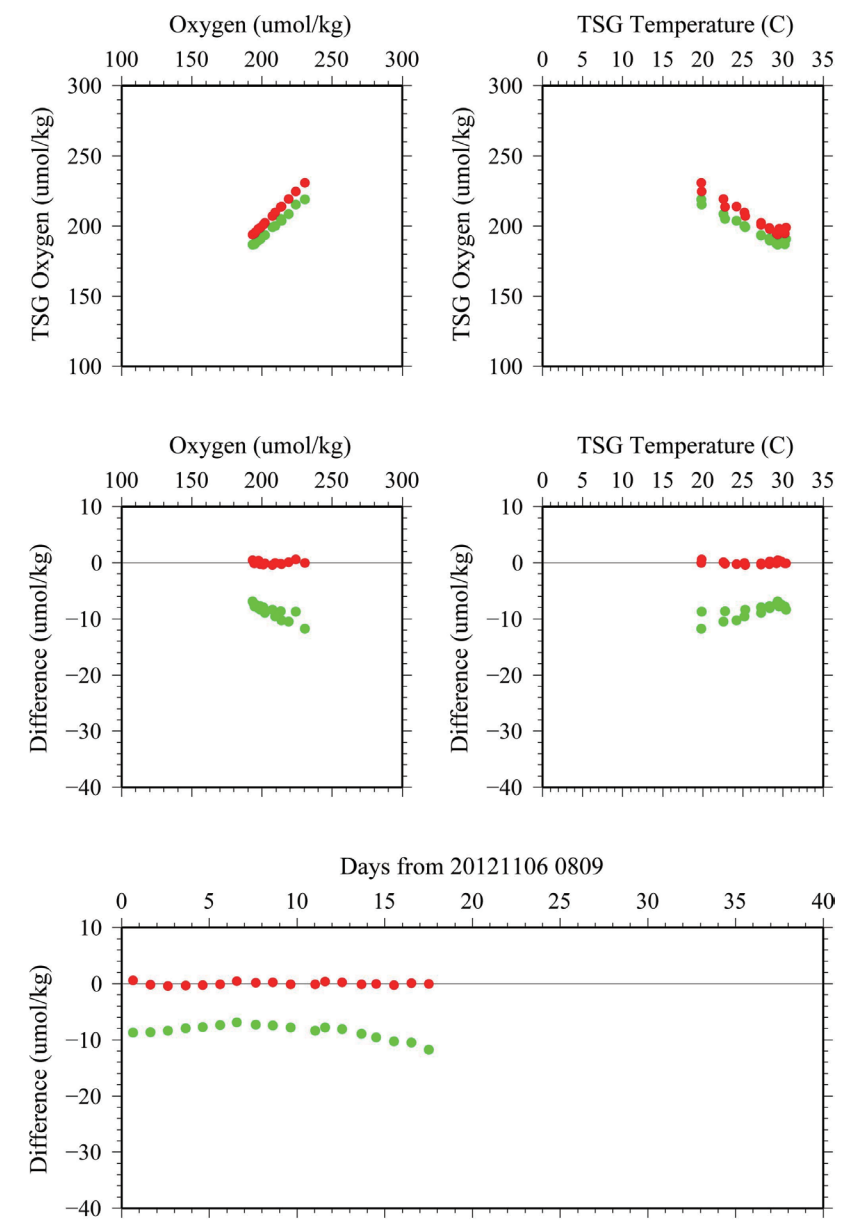 Oxygen (umol/kg) TSG Temperature (C)
100 150 200 250 300 0 5 10 15 20 25 30 35
300 300
250 250
200 200
150 150
100 100
TSG Oxygen (umol/kg) TSG Oxygen (umol/kg)
Oxygen (umol/kg) TSG Temperature (C)
100 150 200 250 300 0 5 10 15 20 25 30 35
10 10
0 0
−10 −10
−20 −20
−30 −30
−40 −40
Difference (umol/kg) Difference (umol/kg)
Days from 20121106 0809
0 5 10 15 20 25 30 35 40
10
0
−10
−20
−30
−40
Difference (umol/kg)